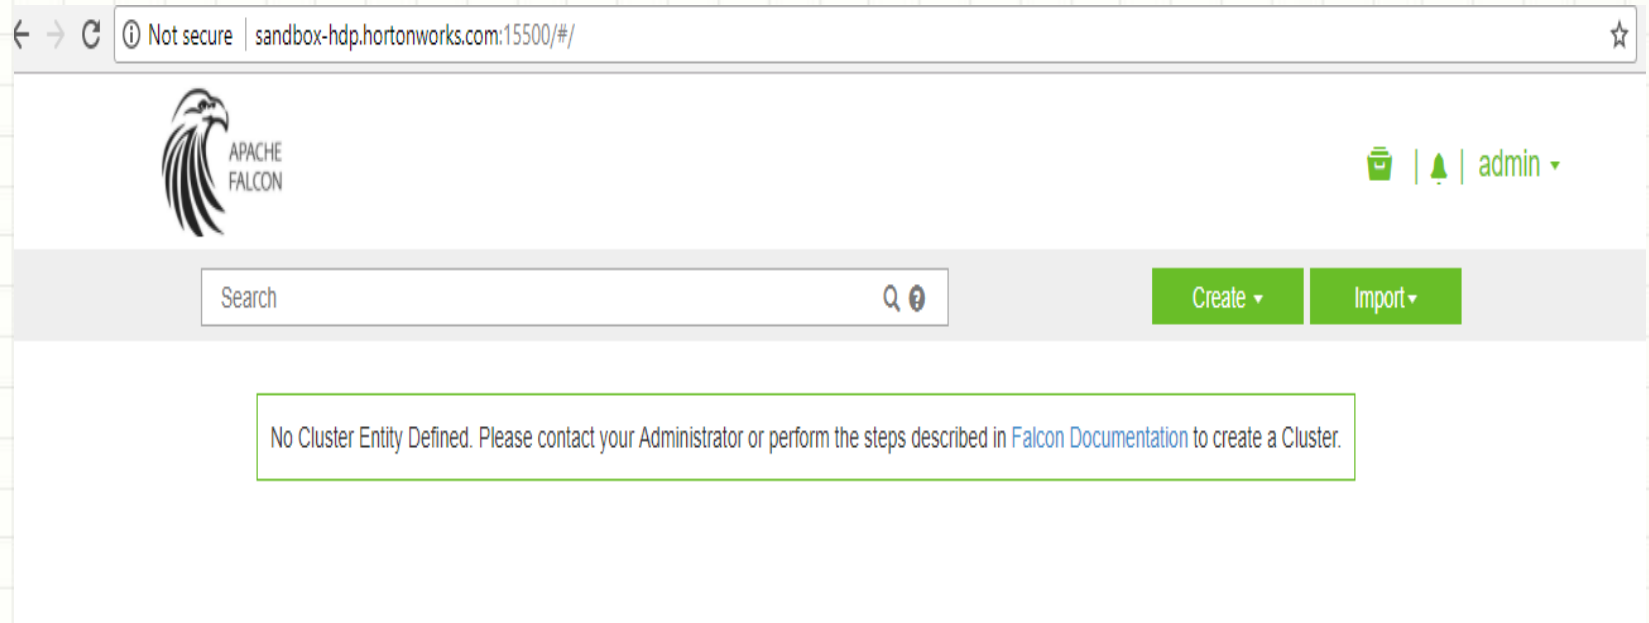 Not secure sandbox-hdp.hortonworks.com:15500/#/
APACHE
FALCON
admin
Search
Create
Import
No Cluster Entity Defined. Please contact your Administrator or perform the steps described in Falcon Documentation to create a Cluster.